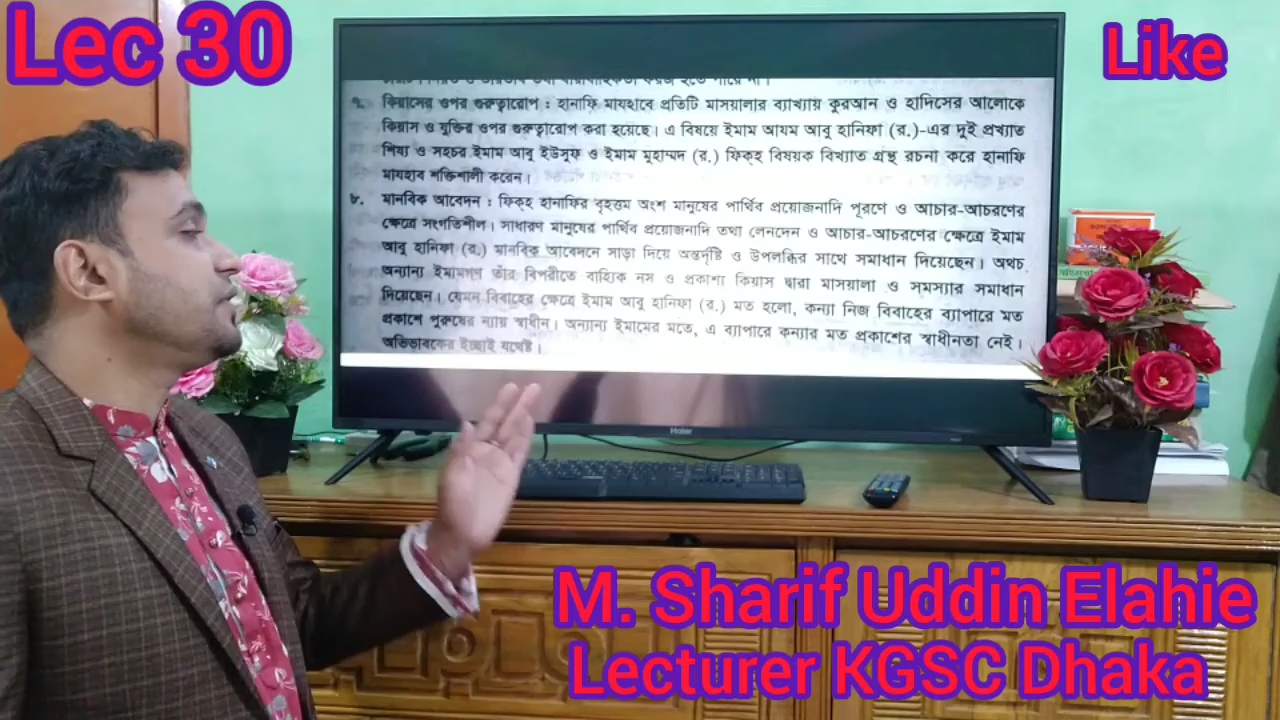 Lec 30
Like
৭. কিয়াসের ওপর গুরুত্বারোপ : হানাফি মাযহাবে প্রতিটি মাসয়ালার ব্যাখ্যায় কুরআন ও হাদিসের আলোকে
কিয়াস ও যুক্তির ওপর গুরুত্বারোপ করা হয়েছে। এ বিষয়ে ইমাম আযম আবু হানিফা (র.)-এর দুই প্রখ্যাত
শিষ্য ও সহচর ইমাম আবু ইউসুফ ও ইমাম মুহাম্মদ (র.) ফিক্হ বিষয়ক বিখ্যাত গ্রন্থ রচনা করে হানাফি
মাযহাব শক্তিশালী করেন।
৮. মানবিক আবেদন : ফিক্হ হানাফির বৃহত্তম অংশ মানুষের পার্থিব প্রয়োজনাদি পূরণে ও আচার-আচরণের
ক্ষেত্রে সংগতিশীল। সাধারণ মানুষের পার্থিব প্রয়োজনাদি তথা লেনদেন ও আচার-আচরণের ক্ষেত্রে ইমাম
আবু হানিফা (র.) মানবিক আবেদনে সাড়া দিয়ে অন্তর্দৃষ্টি ও উপলব্ধির সাথে সমাধান দিয়েছেন। অথচ
অন্যান্য ইমামগণ তাঁর বিপরীতে বাহ্যিক নস ও প্রকাশ্য কিয়াস দ্বারা মাসয়ালা ও সমস্যার সমাধান
দিয়েছেন। যেমন বিবাহের ক্ষেত্রে ইমাম আবু হানিফা (র.) মত হলো, কন্যা নিজ বিবাহের ব্যাপারে মত
প্রকাশে পুরুষের ন্যায় স্বাধীন। অন্যান্য ইমামের মতে, এ ব্যাপারে কন্যার মত প্রকাশের স্বাধীনতা নেই।
অভিভাবকের ইচ্ছাই যথেষ্ট।
Haier
M. Sharif Uddin Elahie
Lecturer KGSC Dhaka